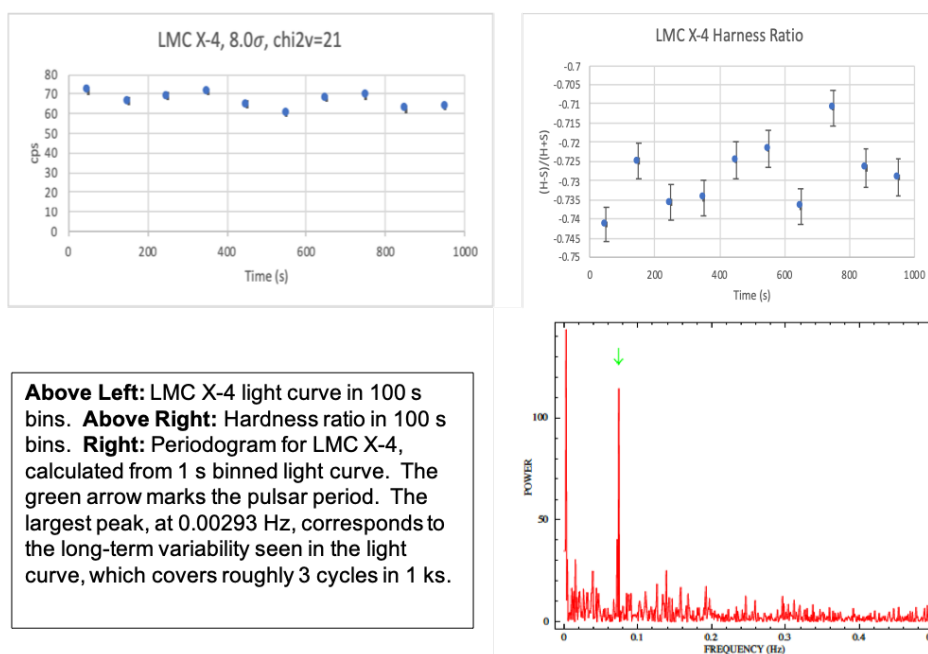 LMC X-4, 8.0σ, chi2v=21
80
70
60
50
40
30
20
10
0
cps
0
200
400
600
800
1000
Time (s)
LMC X-4 Harness Ratio
-0.7
-0.705
-0.71
-0.715
-0.72
-0.725
-0.73
-0.735
-0.74
-0.745
-0.75
(H-S)/(H+S)
0
200
400
600
800
1000
Time (s)
Above Left: LMC X-4 light curve in 100 s
bins. Above Right: Hardness ratio in 100 s
bins. Right: Periodogram for LMC X-4,
calculated from 1 s binned light curve. The
green arrow marks the pulsar period. The
largest peak, at 0.00293 Hz, corresponds to
the long-term variability seen in the light
curve, which covers roughly 3 cycles in 1 ks.
100
50
0
POWER
0
0.1
0.2
0.3
0.4
FREQUENCY (Hz)